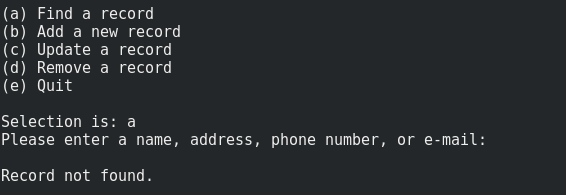 (a) Find a record
(b) Add a new record
(c) Update a record
(d) Remove a record
(e) Quit
Selection is: a
Please enter a name, address, phone number, or e-mail:
Record not found.